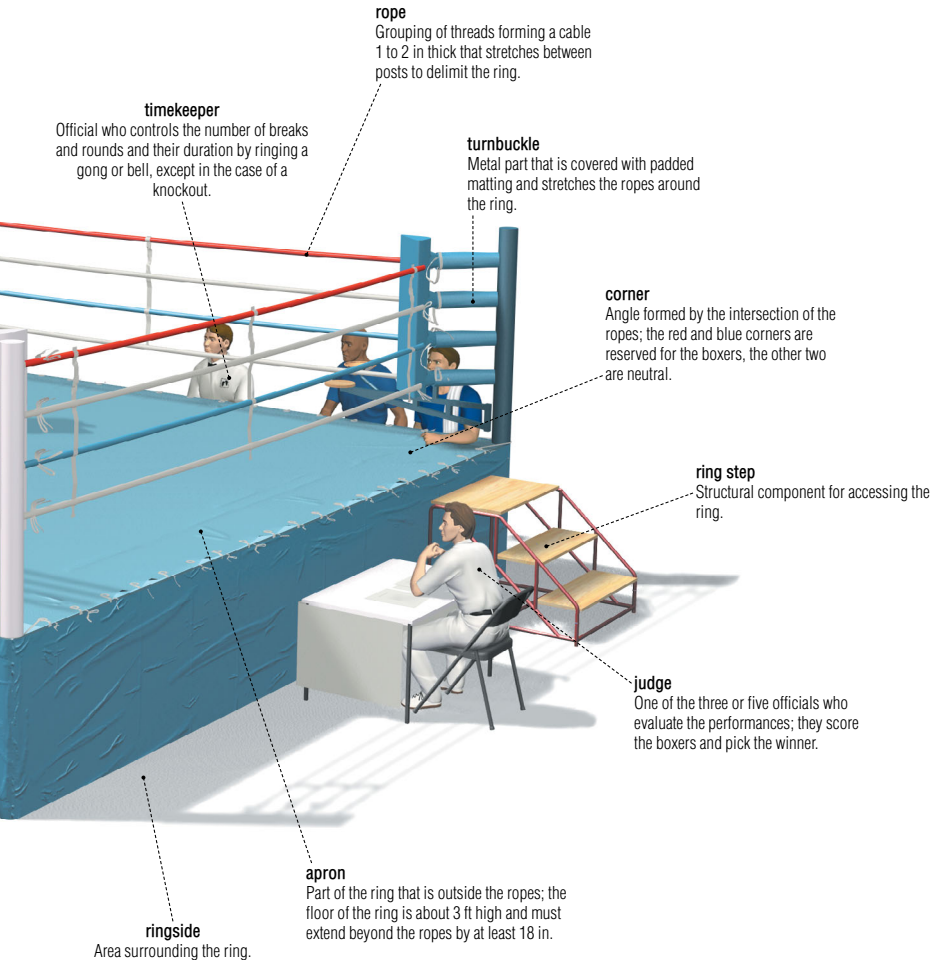 rope
Grouping of threads forming a cable
1 to 2 in thick that stretches between
posts to delimit the ring.
timekeeper
Official who controls the number of breaks
and rounds and their duration by ringing a
gong or bell, except in the case of a
knockout.
turnbuckle
Metal part that is covered with padded
matting and stretches the ropes around
the ring.
corner
Angle formed by the intersection of the
ropes; the red and blue corners are
reserved for the boxers, the other two
are neutral.
ring step
Structural component for accessing the
ring.
judge
One of the three or five officials who
evaluate the performances; they score
the boxers and pick the winner.
apron
Part of the ring that is outside the ropes; the
floor of the ring is about 3 ft high and must
extend beyond the ropes by at least 18 in.
ringside
Area surrounding the ring.